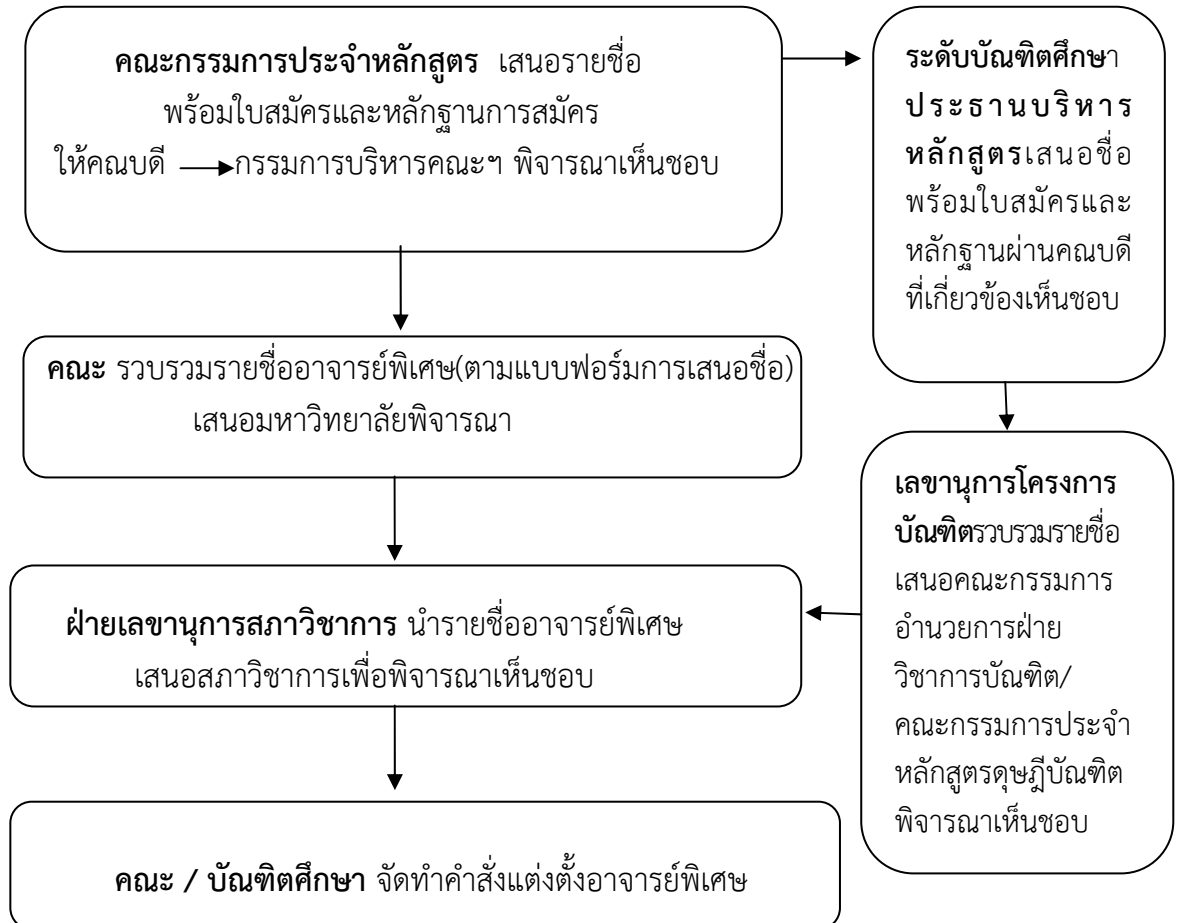 คณะกรรมการประจำหลักสูตร เสนอรายชื่อ
พร้อมใบสมัครและหลักฐานการสมัคร
ให้คณบดี → กรรมการบริหารคณะฯ พิจารณาเห็นชอบ
ระดับบัณฑิตศึกษา
ประธานบริหาร
หลักสูตรเสนอชื่อ
พร้อมใบสมัครและ
หลักฐานผ่านคณบดี
ที่เกี่ยวข้องเห็นชอบ
คณะ รวบรวมรายชื่ออาจารย์พิเศษ(ตามแบบฟอร์มการเสนอชื่อ)
เสนอมหาวิทยาลัยพิจารณา
เลขานุการโครงการ
บัณฑิตรวบรวมรายชื่อ
เสนอคณะกรรมการ
อำนวยการฝ่าย
วิชาการบัณฑิต/
คณะกรรมการประจำ
หลักสูตรดุษฎีบัณฑิต
พิจารณาเห็นชอบ
ฝ่ายเลขานุการสภาวิชาการ นำรายชื่ออาจารย์พิเศษ
เสนอสภาวิชาการเพื่อพิจารณาเห็นชอบ
คณะ / บัณฑิตศึกษา จัดทำคำสั่งแต่งตั้งอาจารย์พิเศษ